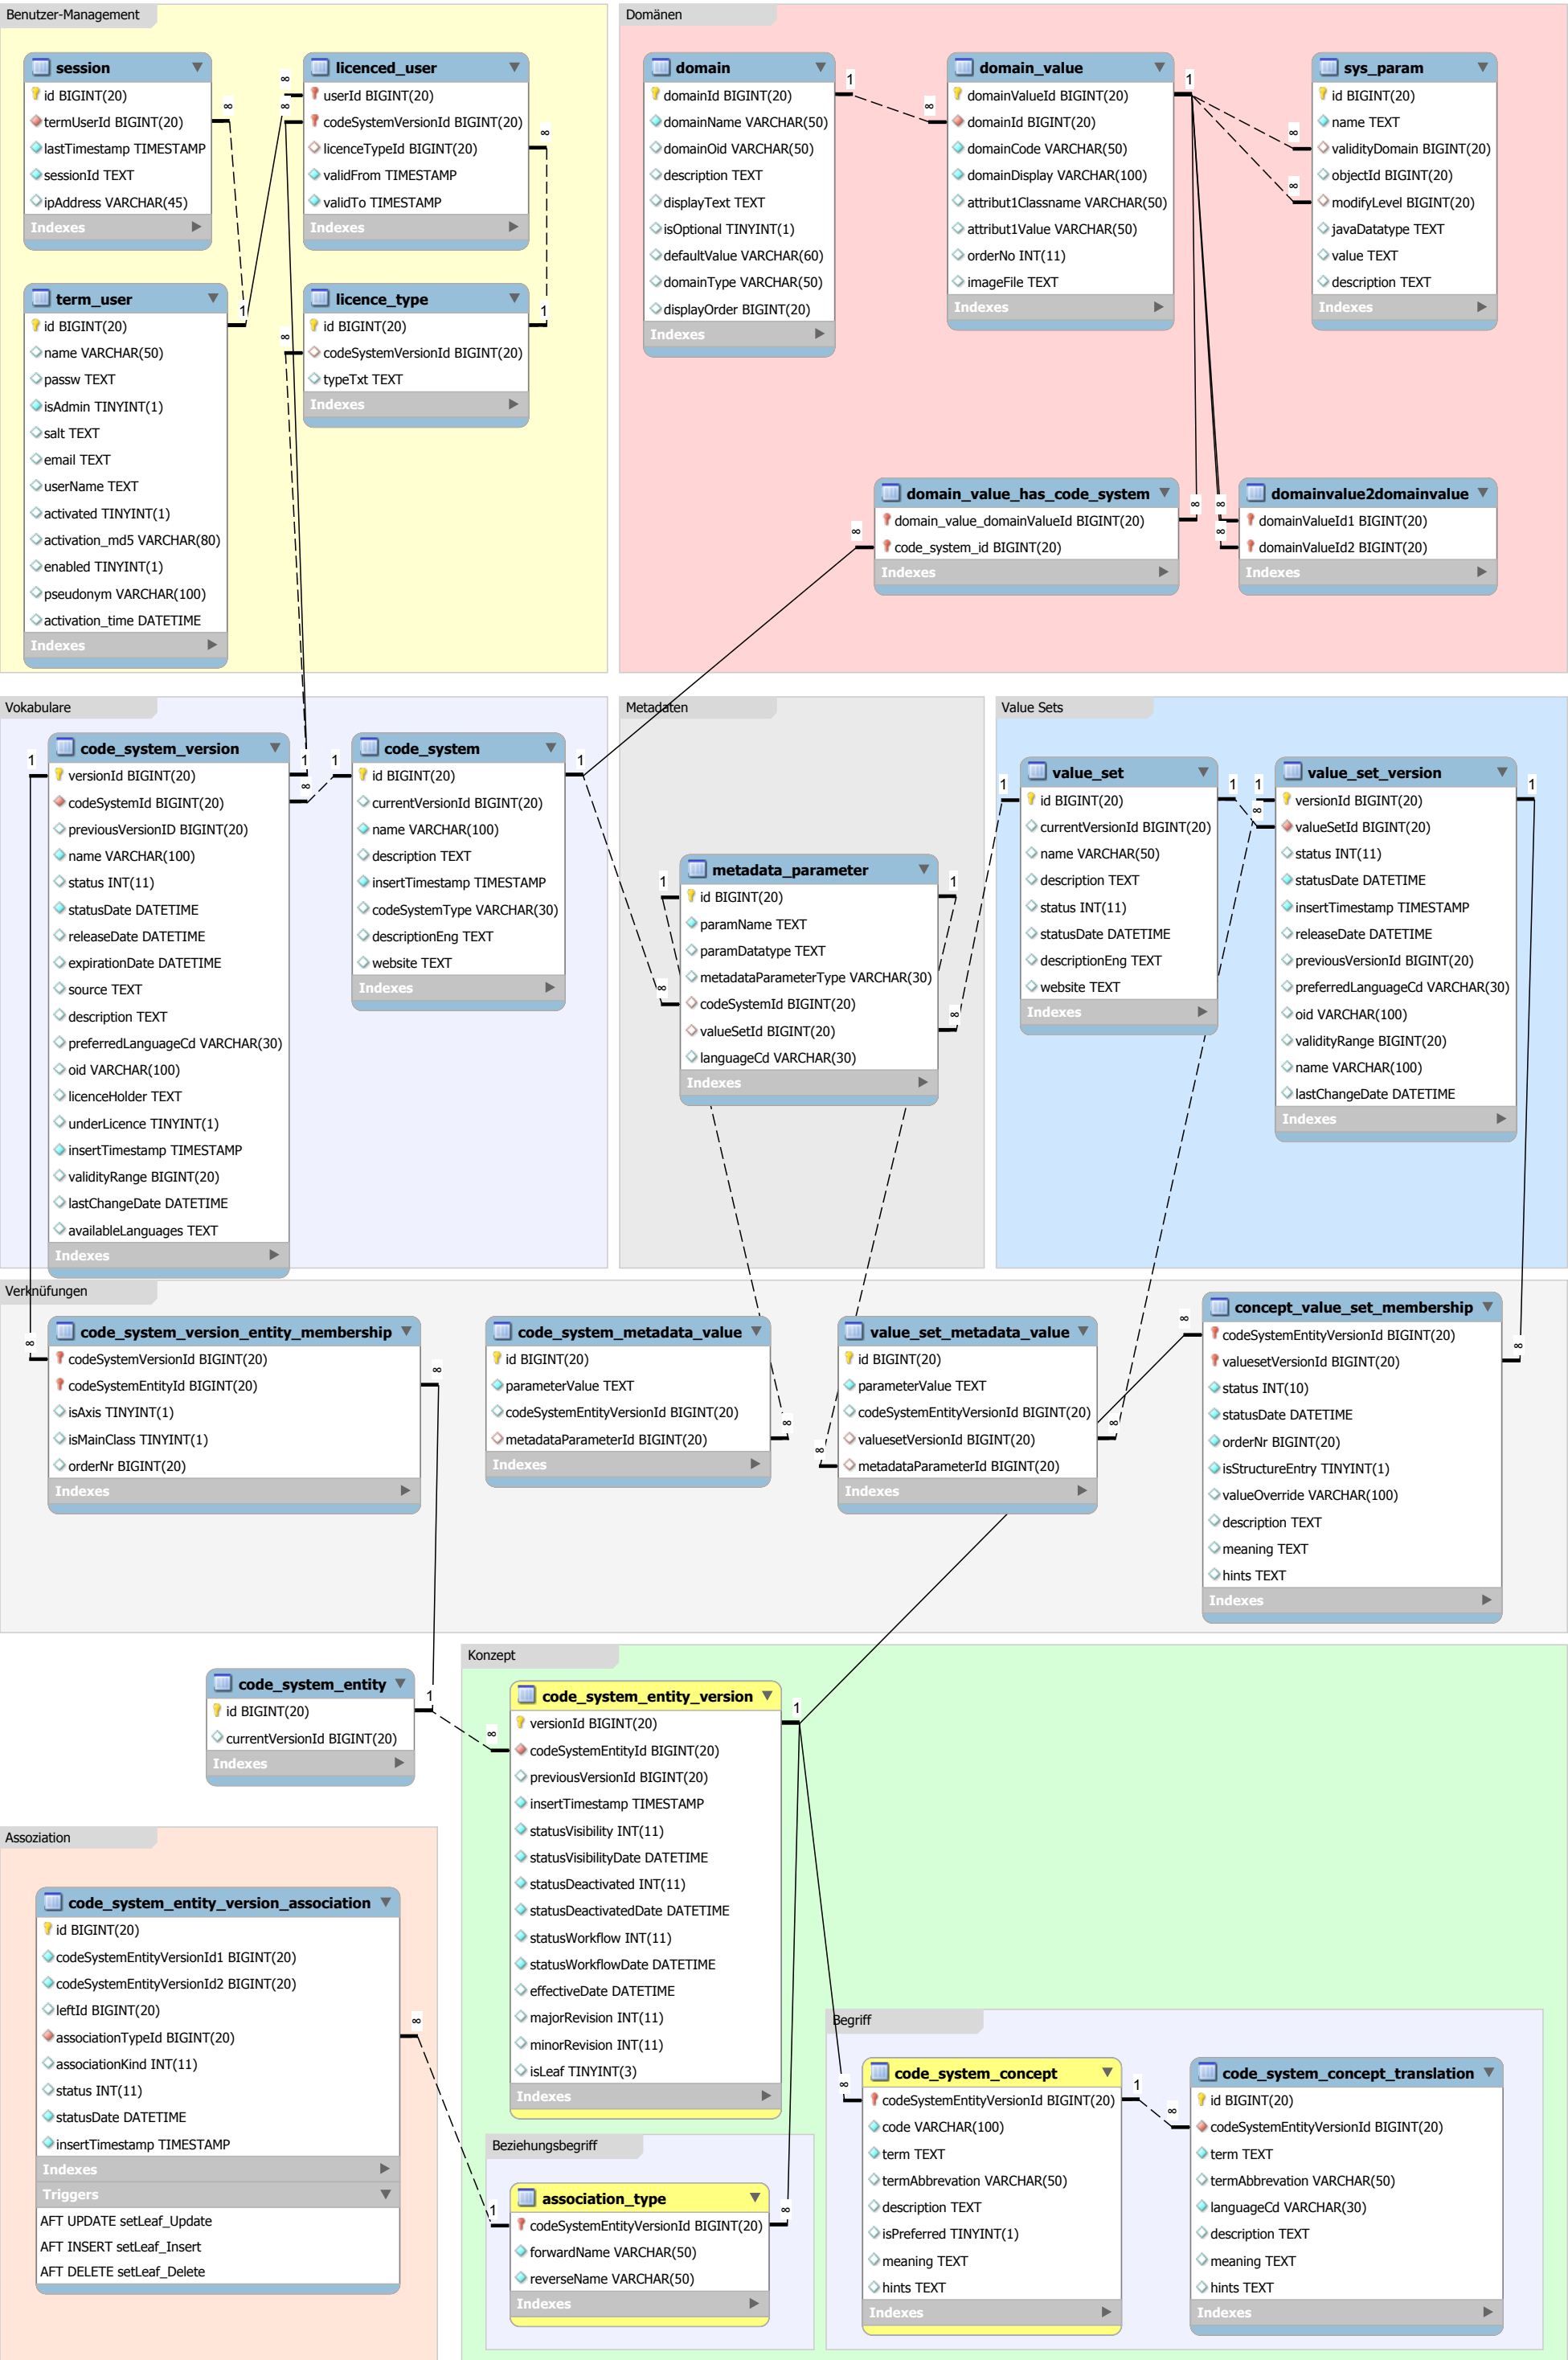 Benutzer-Management
session
id BIGINT(20)
termUserId BIGINT(20)
lastTimestamp TIMESTAMP
sessionId TEXT
ipAddress VARCHAR(45)
Indexes
licenced_user
userId BIGINT(20)
codeSystemVersionId BIGINT(20)
licenceTypeId BIGINT(20)
validFrom TIMESTAMP
validTo TIMESTAMP
Indexes
term_user
id BIGINT(20)
name VARCHAR(50)
passw TEXT
isAdmin TINYINT(1)
salt TEXT
email TEXT
userName TEXT
activated TINYINT(1)
activation_md5 VARCHAR(80)
enabled TINYINT(1)
pseudonym VARCHAR(100)
activation_time DATETIME
Indexes
licence_type
id BIGINT(20)
codeSystemVersionId BIGINT(20)
typeTxt TEXT
Indexes
Domänen
domain
domainId BIGINT(20)
domainName VARCHAR(50)
domainOid VARCHAR(50)
description TEXT
displayText TEXT
isOptional TINYINT(1)
defaultValue VARCHAR(60)
domainType VARCHAR(50)
displayOrder BIGINT(20)
Indexes
domain_value
domainValueId BIGINT(20)
domainId BIGINT(20)
domainCode VARCHAR(50)
domainDisplay VARCHAR(100)
attribut1Classname VARCHAR(50)
attribut1Value VARCHAR(50)
orderNo INT(11)
imageFile TEXT
Indexes
sys_param
id BIGINT(20)
name TEXT
validityDomain BIGINT(20)
objectId BIGINT(20)
modifyLevel BIGINT(20)
javaDatatype TEXT
value TEXT
description TEXT
Indexes
domain_value_has_code_system
domain_value_domainValueId BIGINT(20)
code_system_id BIGINT(20)
Indexes
domainvalue2domainvalue
domainValueId1 BIGINT(20)
domainValueId2 BIGINT(20)
Indexes
Vokabulare
code_system_version
versionId BIGINT(20)
codeSystemId BIGINT(20)
previousVersionID BIGINT(20)
name VARCHAR(100)
status INT(11)
statusDate DATETIME
releaseDate DATETIME
expirationDate DATETIME
source TEXT
description TEXT
preferredLanguageCd VARCHAR(30)
oid VARCHAR(100)
licenceHolder TEXT
underLicence TINYINT(1)
insertTimestamp TIMESTAMP
validityRange BIGINT(20)
lastChangeDate DATETIME
availableLanguages TEXT
Indexes
code_system
id BIGINT(20)
currentVersionId BIGINT(20)
name VARCHAR(100)
description TEXT
insertTimestamp TIMESTAMP
codeSystemType VARCHAR(30)
descriptionEng TEXT
website TEXT
Indexes
Metadaten
metadata_parameter
id BIGINT(20)
paramName TEXT
paramDatatype TEXT
metadataParameterType VARCHAR(30)
codeSystemId BIGINT(20)
valueSetId BIGINT(20)
languageCd VARCHAR(30)
Indexes
Value Sets
value_set
id BIGINT(20)
currentVersionId BIGINT(20)
name VARCHAR(50)
description TEXT
status INT(11)
statusDate DATETIME
descriptionEng TEXT
website TEXT
Indexes
value_set_version
versionId BIGINT(20)
valueSetId BIGINT(20)
status INT(11)
statusDate DATETIME
insertTimestamp TIMESTAMP
releaseDate DATETIME
previousVersionId BIGINT(20)
preferredLanguageCd VARCHAR(30)
oid VARCHAR(100)
validityRange BIGINT(20)
name VARCHAR(100)
lastChangeDate DATETIME
Indexes
Verknüfungen
code_system_version_entity_membership
codeSystemVersionId BIGINT(20)
codeSystemEntityId BIGINT(20)
isAxis TINYINT(1)
isMainClass TINYINT(1)
orderNr BIGINT(20)
Indexes
code_system_metadata_value
id BIGINT(20)
parameterValue TEXT
codeSystemEntityVersionId BIGINT(20)
metadataParameterId BIGINT(20)
Indexes
value_set_metadata_value
id BIGINT(20)
parameterValue TEXT
codeSystemEntityVersionId BIGINT(20)
valuesetVersionId BIGINT(20)
metadataParameterId BIGINT(20)
Indexes
concept_value_set_membership
codeSystemEntityVersionId BIGINT(20)
valuesetVersionId BIGINT(20)
status INT(10)
statusDate DATETIME
orderNr BIGINT(20)
isStructureEntry TINYINT(1)
valueOverride VARCHAR(100)
description TEXT
meaning TEXT
hints TEXT
Indexes
code_system_entity
id BIGINT(20)
currentVersionId BIGINT(20)
Indexes
Konzept
code_system_entity_version
versionId BIGINT(20)
codeSystemEntityId BIGINT(20)
previousVersionId BIGINT(20)
insertTimestamp TIMESTAMP
statusVisibility INT(11)
statusVisibilityDate DATETIME
statusDeactivated INT(11)
statusDeactivatedDate DATETIME
statusWorkflow INT(11)
statusWorkflowDate DATETIME
effectiveDate DATETIME
majorRevision INT(11)
minorRevision INT(11)
isLeaf TINYINT(3)
Indexes
Assoziation
code_system_entity_version_association
id BIGINT(20)
codeSystemEntityVersionId1 BIGINT(20)
codeSystemEntityVersionId2 BIGINT(20)
leftId BIGINT(20)
associationTypeId BIGINT(20)
associationKind INT(11)
status INT(11)
statusDate DATETIME
insertTimestamp TIMESTAMP
Indexes
Triggers
AFT UPDATE setLeaf_Update
AFT INSERT setLeaf_Insert
AFT DELETE setLeaf_Delete
Beziehungsbegriff
association_type
codeSystemEntityVersionId BIGINT(20)
forwardName VARCHAR(50)
reverseName VARCHAR(50)
Indexes
Begriff
code_system_concept
codeSystemEntityVersionId BIGINT(20)
code VARCHAR(100)
term TEXT
termAbbrevation VARCHAR(50)
description TEXT
isPreferred TINYINT(1)
meaning TEXT
hints TEXT
Indexes
code_system_concept_translation
id BIGINT(20)
codeSystemEntityVersionId BIGINT(20)
term TEXT
termAbbrevation VARCHAR(50)
languageCd VARCHAR(30)
description TEXT
meaning TEXT
hints TEXT
Indexes